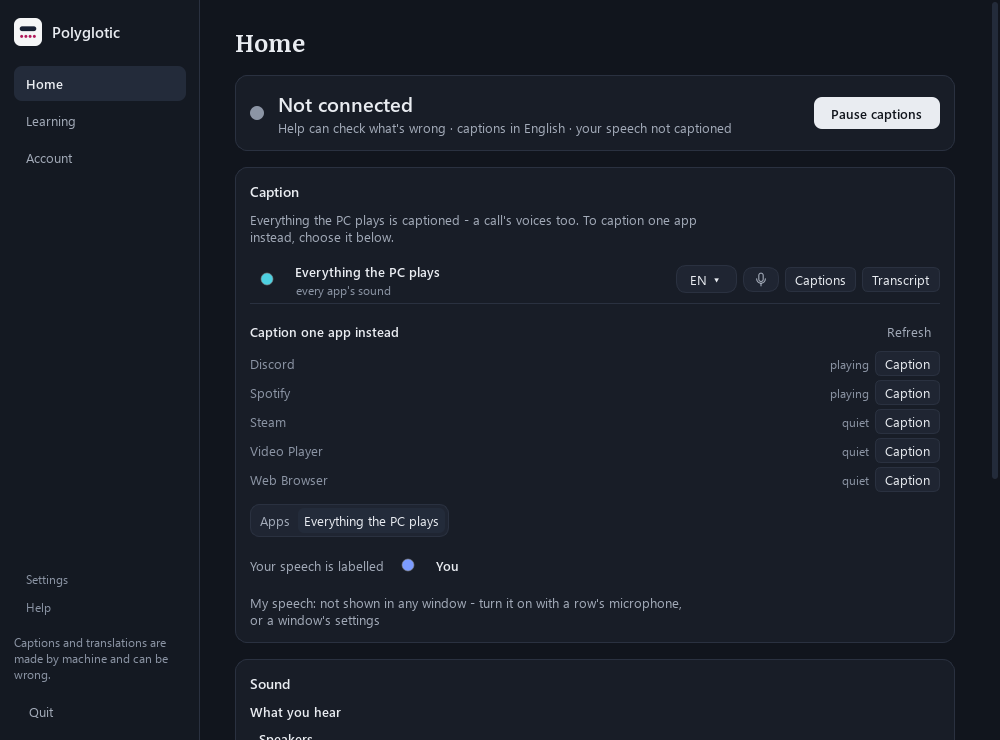 Polyglotic
Home
Learning
Account
Settings
Help
Captions and translations are
made by machine and can be
wrong.
Quit
Home
Not connected
Help can check what's wrong · captions in English · your speech not captioned
Pause captions
Caption
Everything the PC plays is captioned - a call's voices too. To caption one app
instead, choose it below.
Everything the PC plays
every app's sound
EN
Captions
Transcript
Caption one app instead
Refresh
Discord playing Caption
Spotify playing Caption
Steam quiet Caption
Video Player quiet Caption
Web Browser quiet Caption
Apps Everything the PC plays
Your speech is labelled You
My speech: not shown in any window - turn it on with a row's microphone,
or a window's settings
Sound
What you hear
Speakers